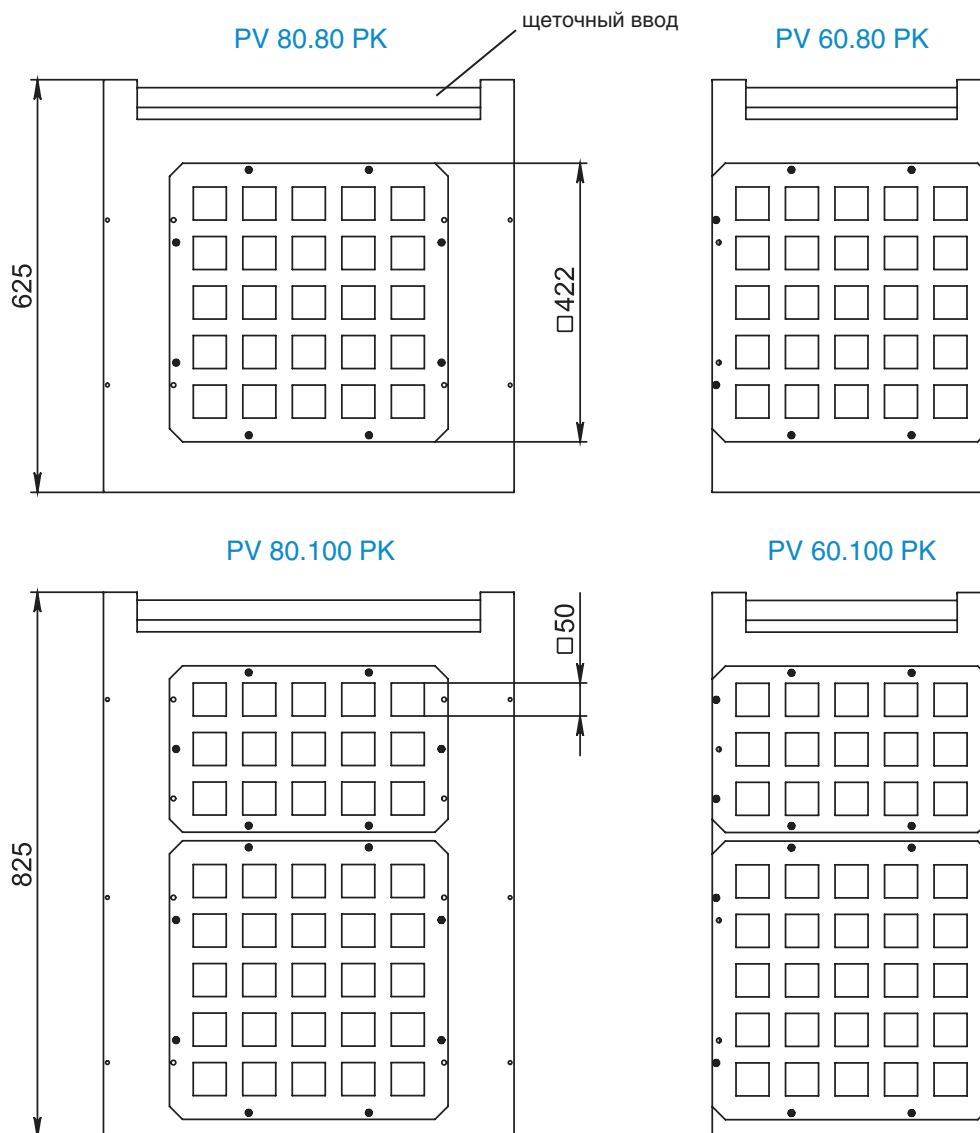 щеточный ввод
PV 80.80 PK
PV 60.80 PK
625
□422
PV 80.100 PK
PV 60.100 PK
□50
825